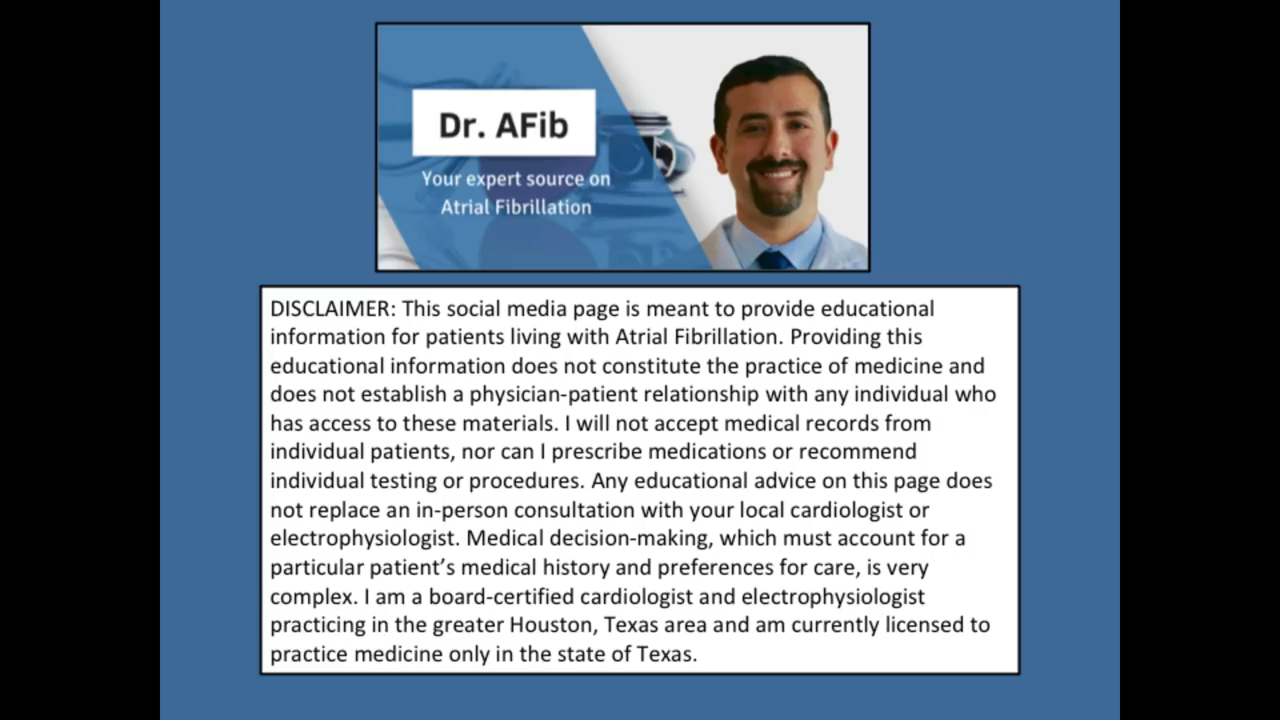 Dr. AFib
Your expert source on
Atrial Fibrillation
DISCLAIMER: This social media page is meant to provide educational
information for patients living with Atrial Fibrillation. Providing this
educational information does not constitute the practice of medicine and
does not establish a physician-patient relationship with any individual who
has access to these materials. I will not accept medical records from
individual patients, nor can I prescribe medications or recommend
individual testing or procedures. Any educational advice on this page does
not replace an in-person consultation with your local cardiologist or
electrophysiologist. Medical decision-making, which must account for a
particular patient’s medical history and preferences for care, is very
complex. I am a board-certified cardiologist and electrophysiologist
practicing in the greater Houston, Texas area and am currently licensed to
practice medicine only in the state of Texas.